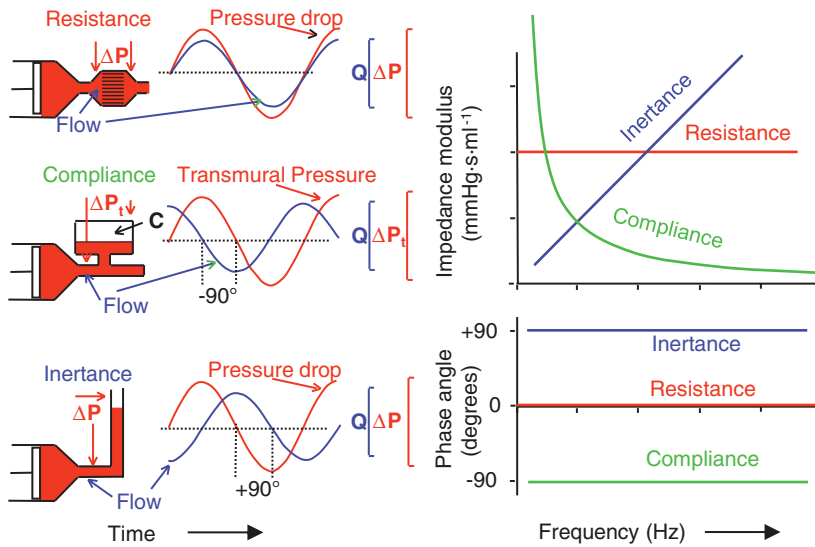 Resistance
ΔP
Flow
Pressure drop
Q ΔP
Compliance
ΔPt
C
Flow
Transmural Pressure
Q ΔPt
-90°
Inertance
ΔP
Flow
Pressure drop
Q ΔP
+90°
Time
Impedance modulus
(mmHg·s·ml-1)
Inertance
Resistance
Compliance
Phase angle
(degrees)
+90
0
-90
Inertance
Resistance
Compliance
Frequency (Hz)